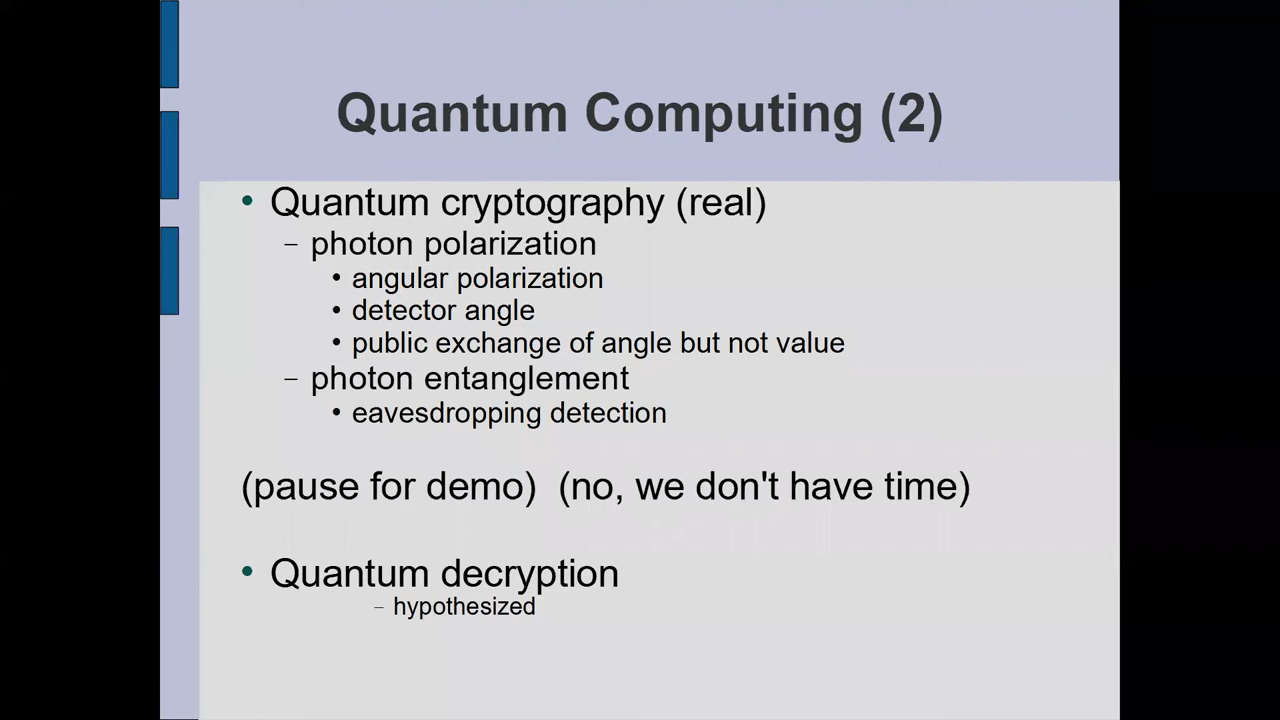 Quantum Computing (2)
• Quantum cryptography (real)
– photon polarization
• angular polarization
• detector angle
• public exchange of angle but not value
– photon entanglement
• eavesdropping detection
(pause for demo)  (no, we don't have time)
• Quantum decryption
– hypothesized